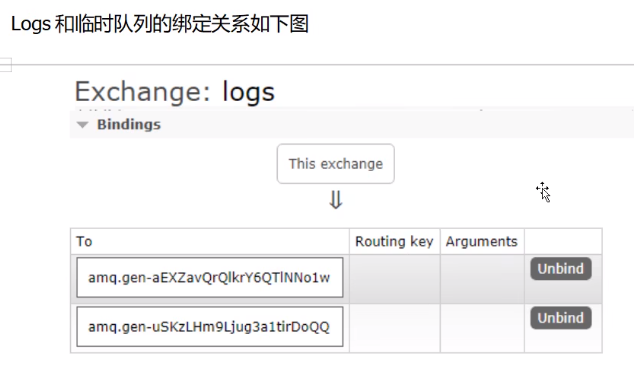 Logs 和临时队列的绑定关系如下图
Exchange: logs
Bindings
This exchange
⇓
To Routing key Arguments
amq.gen-aEXZavQrQlkrY6QTlNNo1w Unbind
amq.gen-uSKzLHm9Ljug3a1tirDoQQ Unbind